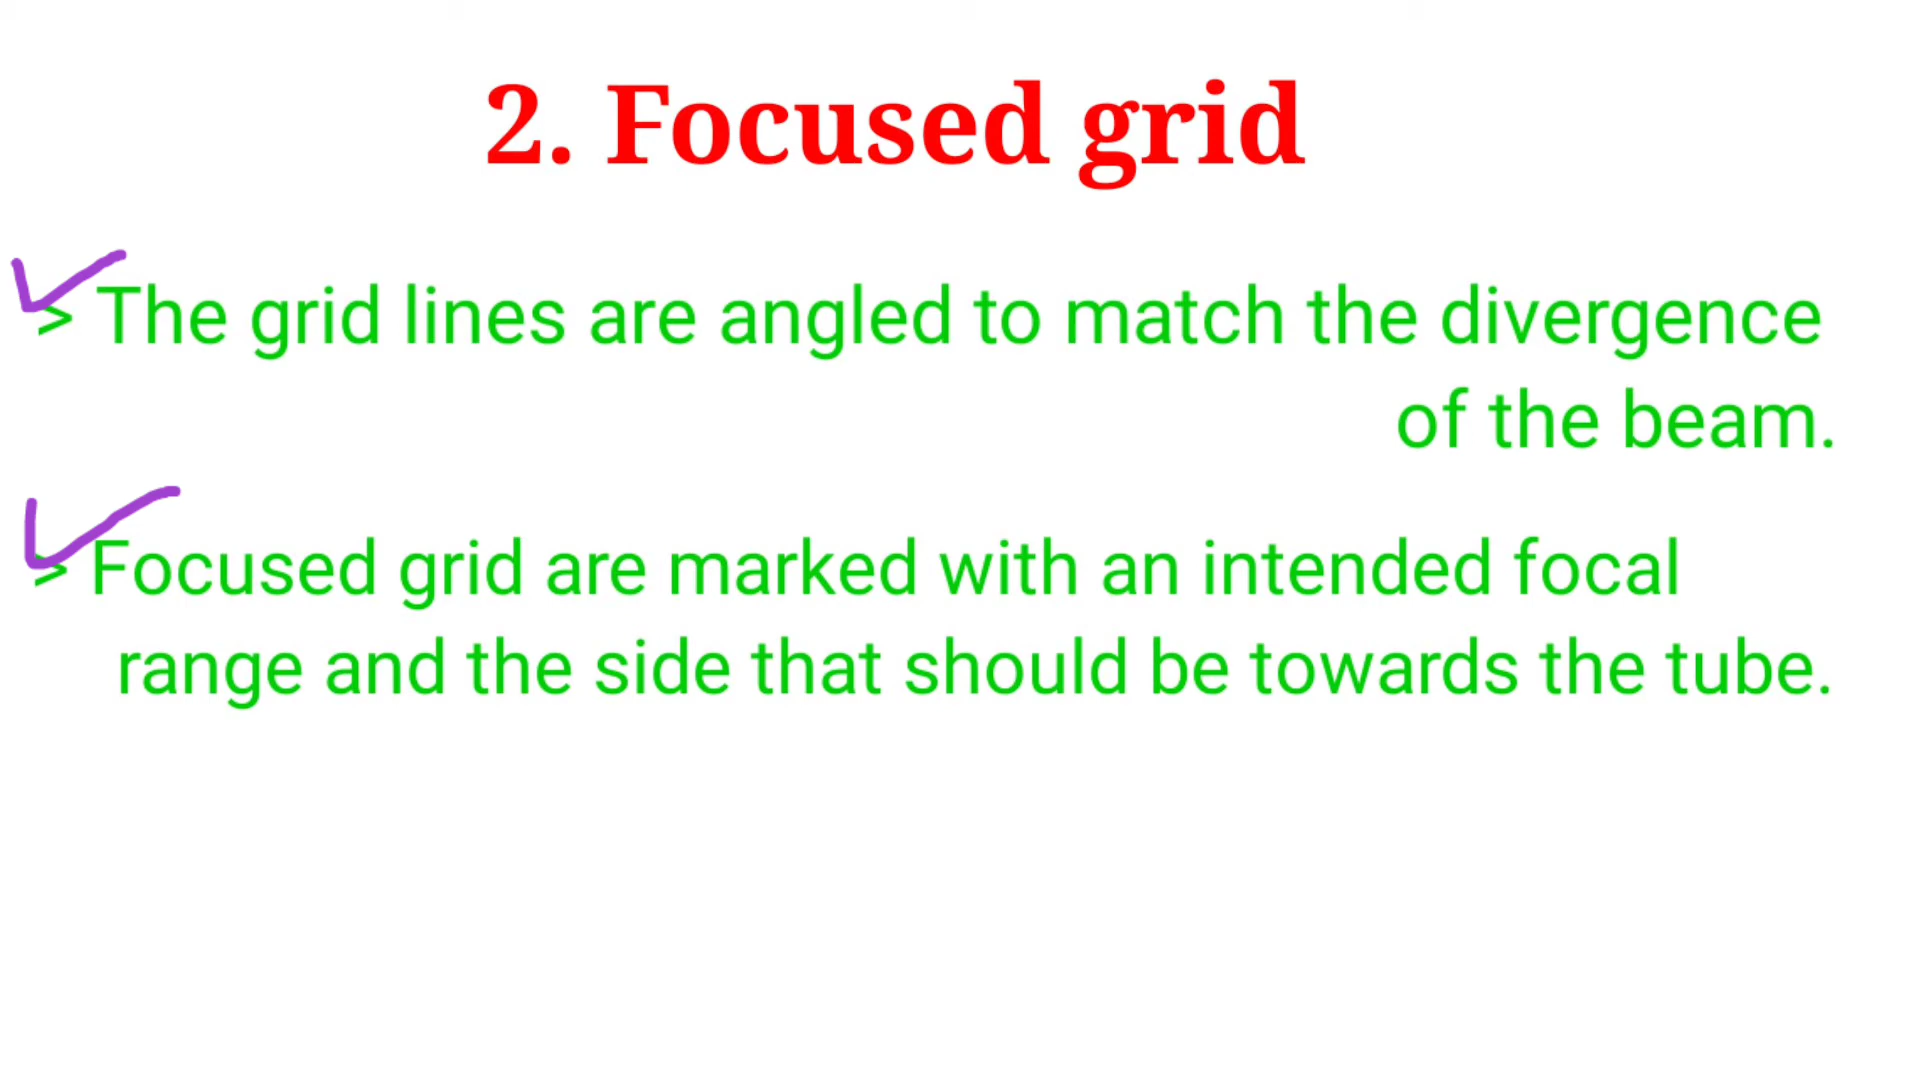 2. Focused grid
> The grid lines are angled to match the divergence
of the beam.
> Focused grid are marked with an intended focal
range and the side that should be towards the tube.